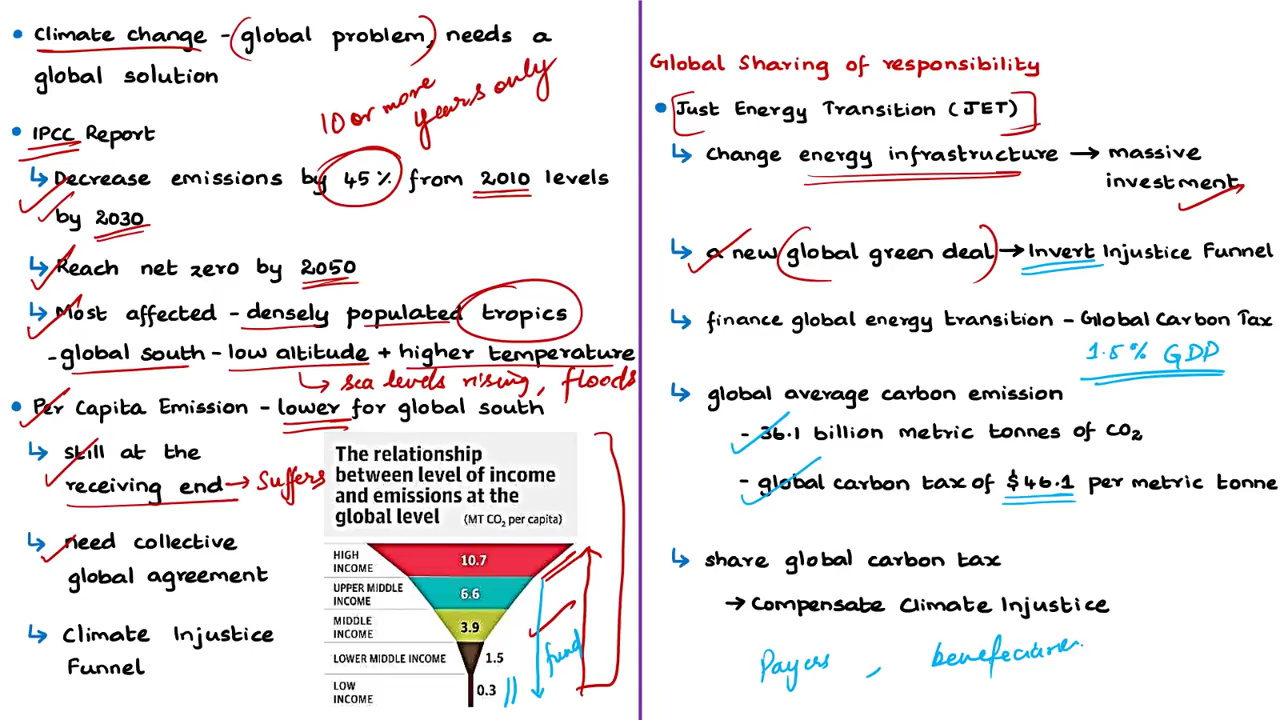 Climate change - (global problem) needs a
global solution
10 or more
years only
IPCC Report
Decrease emissions by 45% from 2010 levels
by 2030
Reach net zero by 2050
Most affected - densely populated tropics
- global south - low altitude + higher temperature
sea levels rising, floods
Per Capita Emission - lower for global south
still at the
receiving end → Suffers
need collective
global agreement
Climate Injustice
Funnel
The relationship
between level of income
and emissions at the
global level (MT CO2 per capita)
HIGH
INCOME 10.7
UPPER MIDDLE
INCOME 6.6
MIDDLE
INCOME 3.9
LOWER MIDDLE INCOME 1.5
LOW
INCOME 0.3
fund
Global Sharing of responsibility
Just Energy Transition (JET)
Change energy infrastructure → massive
investment
a new (global green deal) → Invert Injustice Funnel
finance global energy transition - Global Carbon Tax
1.5% GDP
global average carbon emission
- 36.1 billion metric tonnes of CO2
- global carbon tax of $46.1 per metric tonne
share global carbon tax
→ Compensate Climate Injustice
Payers ,